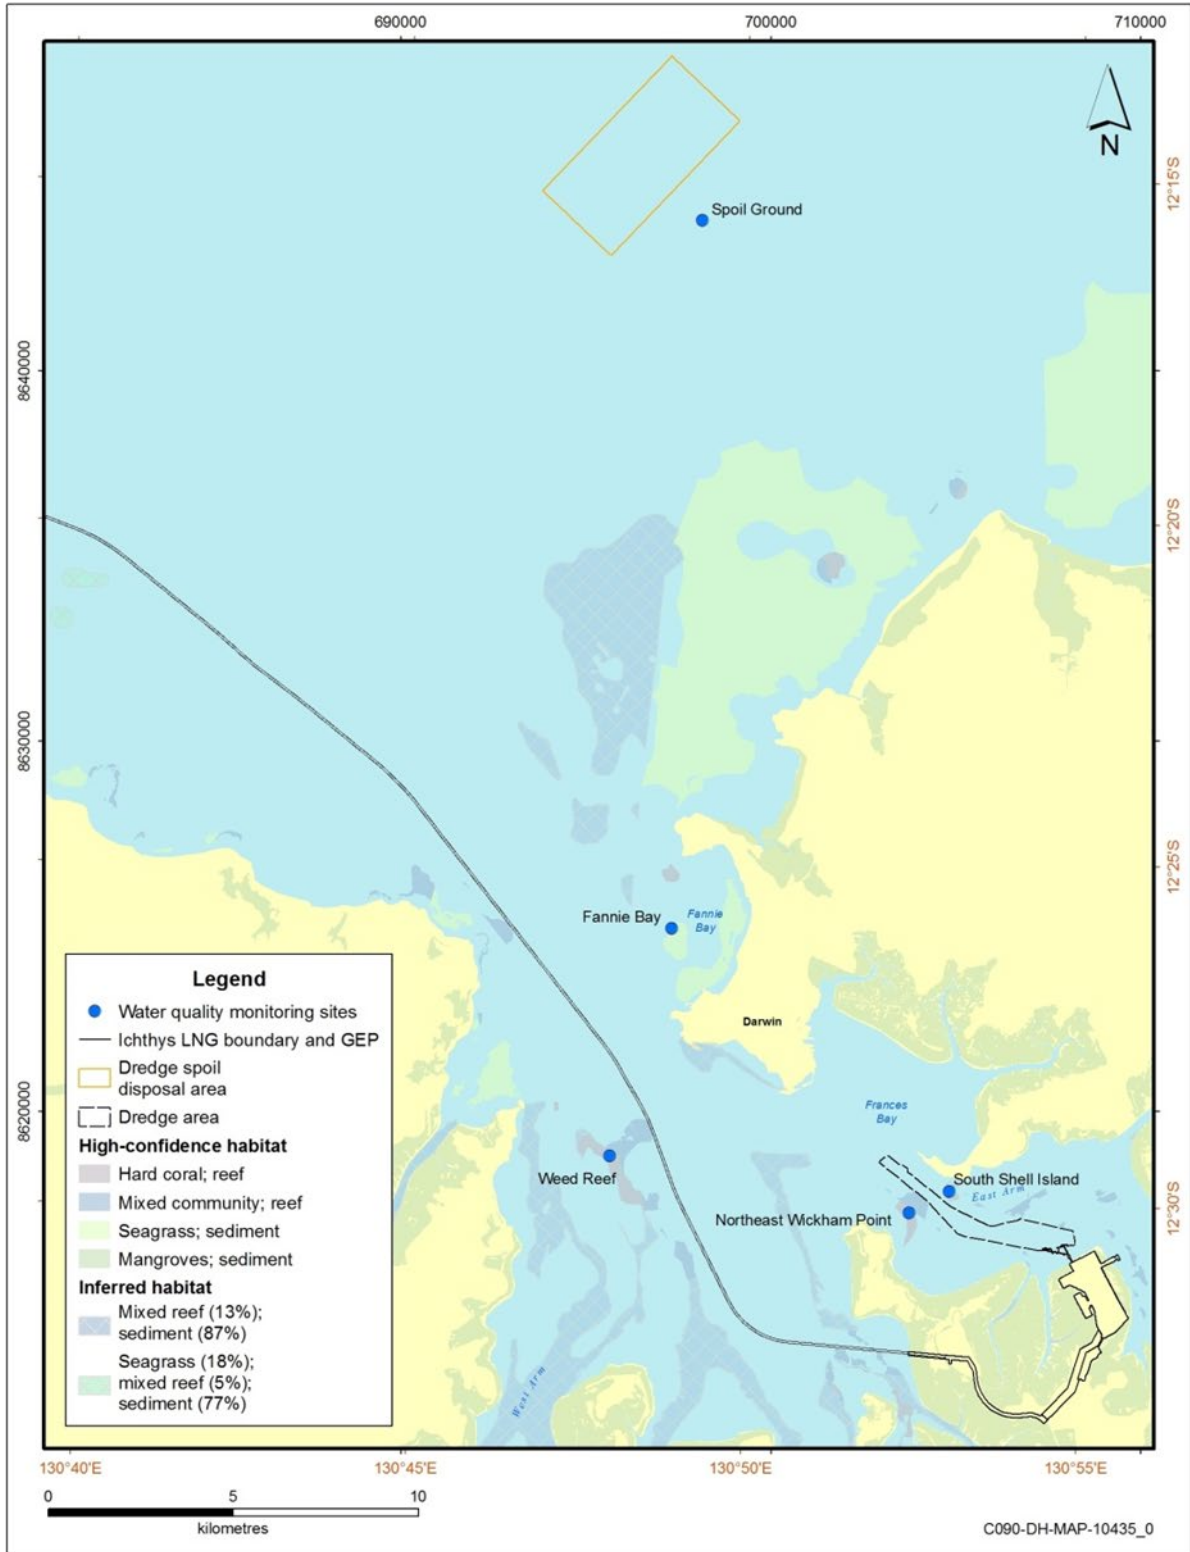 690000
700000
710000
N
12°15'S
Spoil Ground
8640000
12°20'S
8630000
12°25'S
Fannie Bay
Fannie
Bay
Darwin
8620000
Frances
Bay
Weed Reef
South Shell Island
East Arm
Northeast Wickham Point
12°30'S
West Arm
Legend
Water quality monitoring sites
Ichthys LNG boundary and GEP
Dredge spoil
disposal area
Dredge area
High-confidence habitat
Hard coral; reef
Mixed community; reef
Seagrass; sediment
Mangroves; sediment
Inferred habitat
Mixed reef (13%);
sediment (87%)
Seagrass (18%);
mixed reef (5%);
sediment (77%)
130°40'E
130°45'E
130°50'E
130°55'E
0
5
10
kilometres
C090-DH-MAP-10435_0